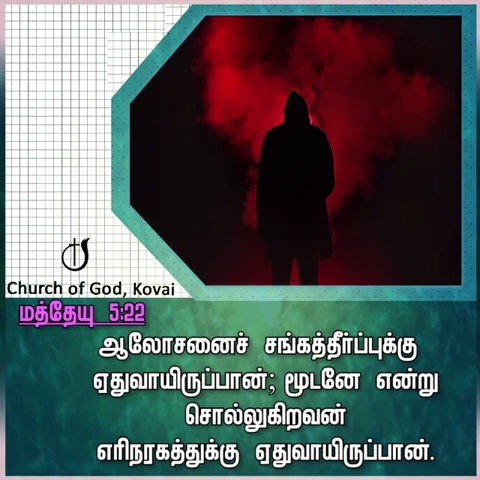 Church of God, Kovai
மத்தேயு 5:22
ஆலோசனைச் சங்கத்தீர்ப்புக்கு
ஏதுவாயிருப்பான்; மூடனே என்று
சொல்லுகிறவன்
எரிநரகத்துக்கு ஏதுவாயிருப்பான்.